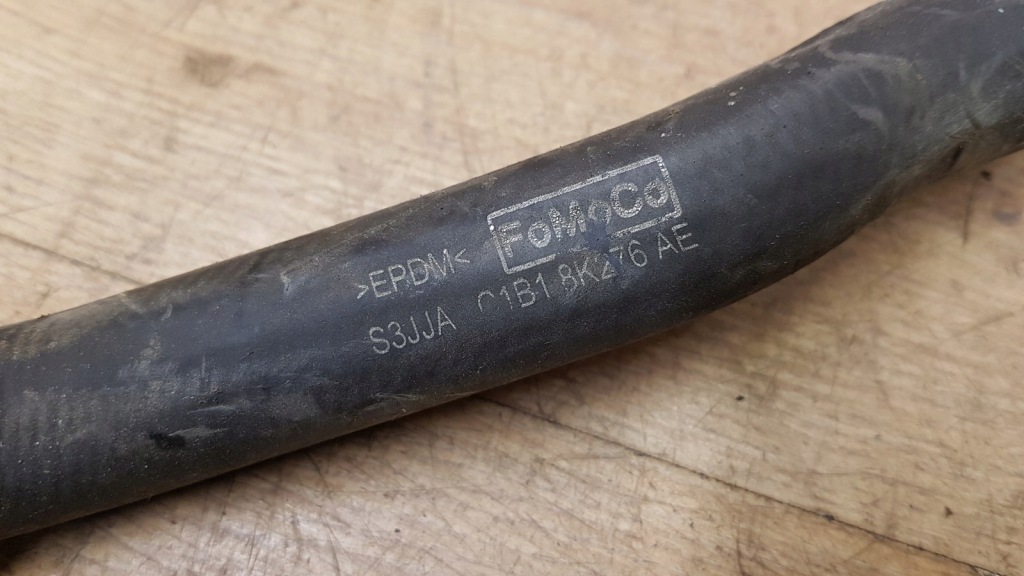 FoMoCo
>EPDM<
S3JJA C1B1 8K276 AE